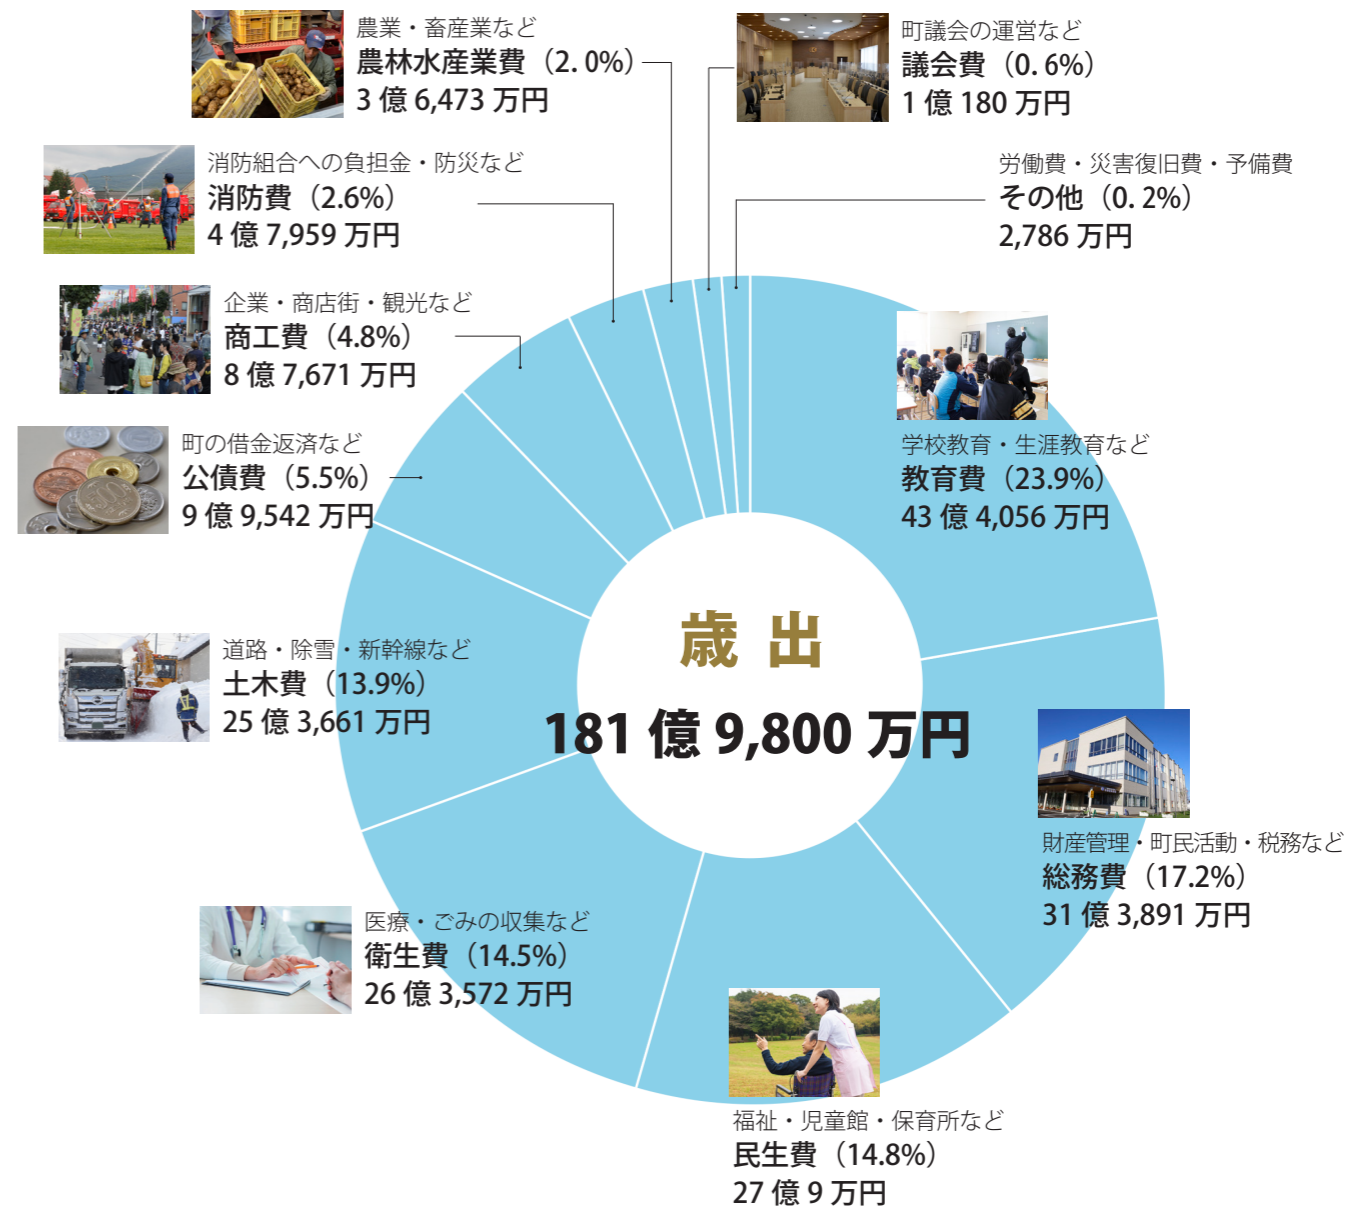 農業・畜産業など
農林水産業費（2. 0%）
3 億 6,473 万円
町議会の運営など
議会費（0. 6%）
1 億 180 万円
消防組合への負担金・防災など
消防費（2.6%）
4 億 7,959 万円
労働費・災害復旧費・予備費
その他（0. 2%）
2,786 万円
企業・商店街・観光など
商工費（4.8%）
8 億 7,671 万円
学校教育・生涯教育など
教育費（23.9%）
43 億 4,056 万円
町の借金返済など
公債費（5.5%）
9 億 9,542 万円
歳 出
181 億 9,800 万円
道路・除雪・新幹線など
土木費（13.9%）
25 億 3,661 万円
財産管理・町民活動・税務など
総務費（17.2%）
31 億 3,891 万円
医療・ごみの収集など
衛生費（14.5%）
26 億 3,572 万円
福祉・児童館・保育所など
民生費（14.8%）
27 億 9 万円